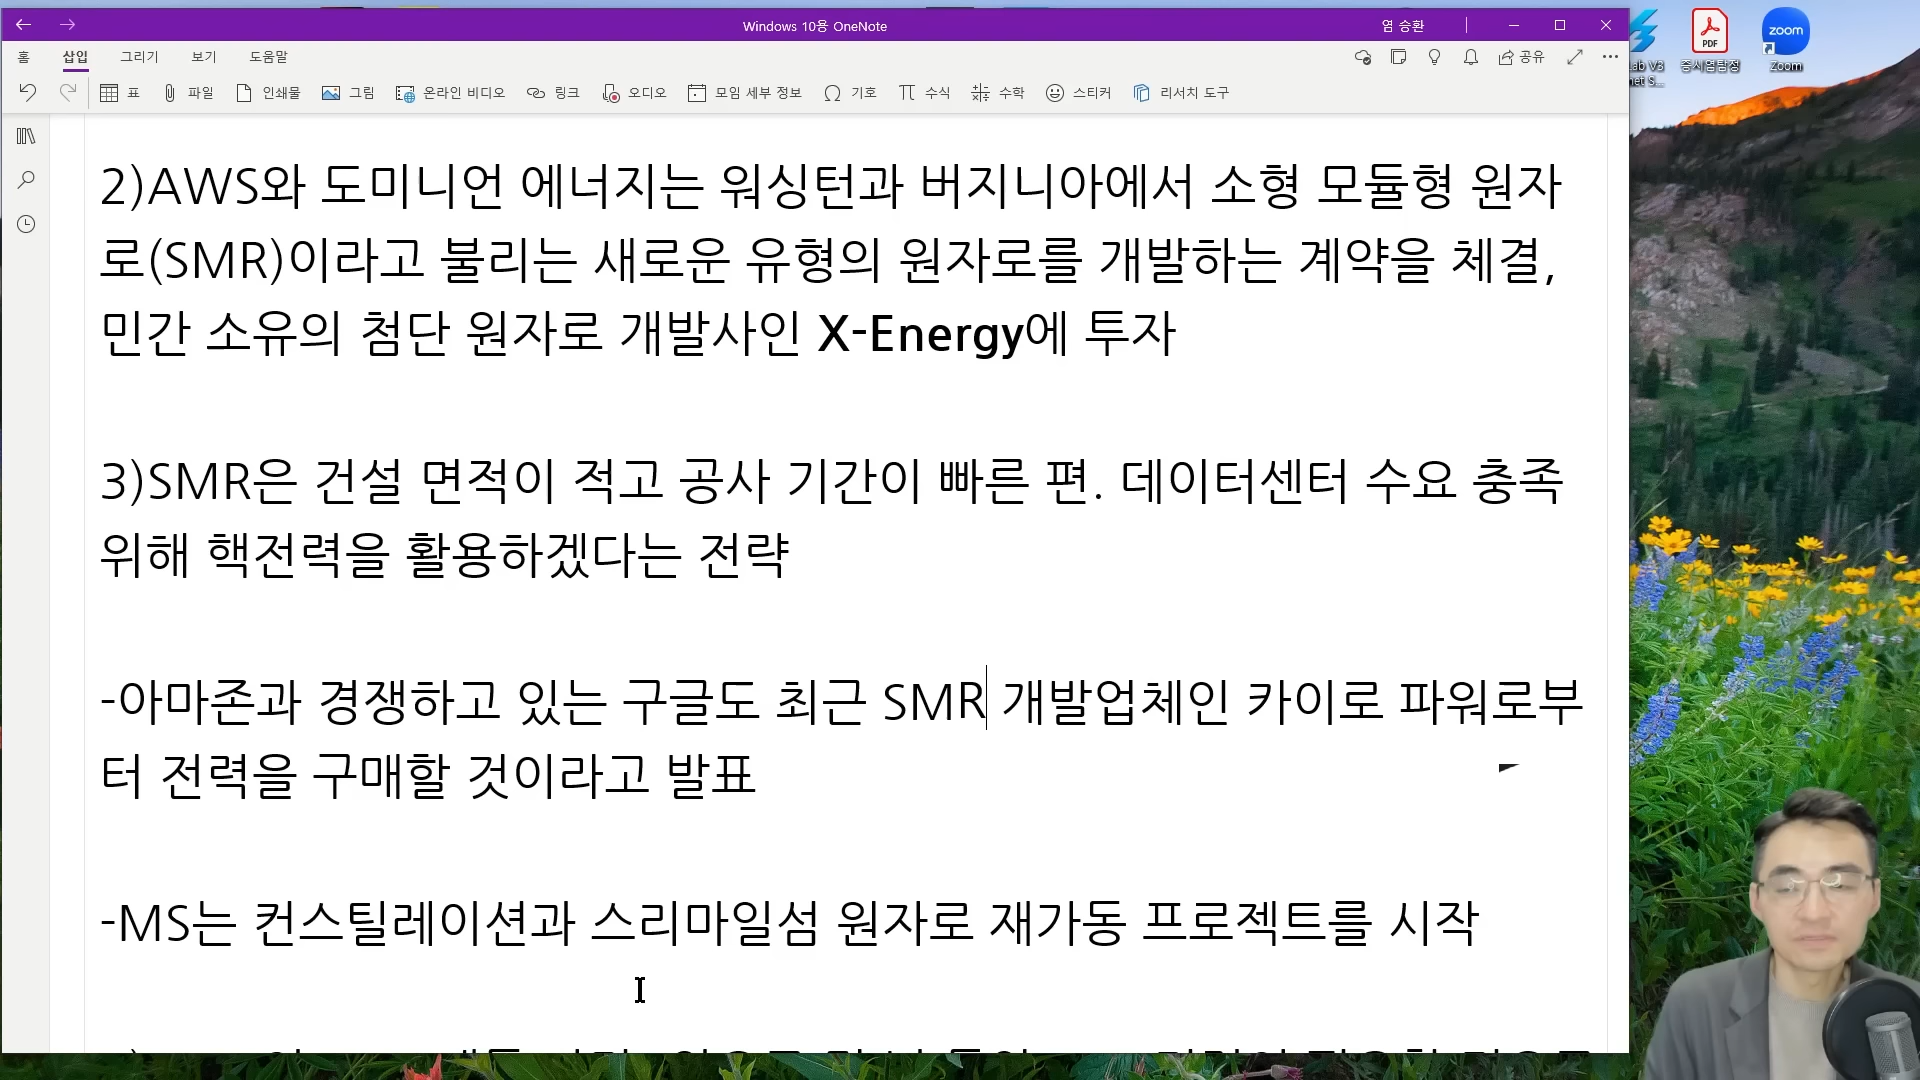 Windows 10용 OneNote
염 승환
홈 삽입 그리기 보기 도움말 공유
표 파일 인쇄물 그림 온라인 비디오 링크 오디오 모임 세부 정보 기호 수식 수학 스티커 리서치 도구
2)AWS와 도미니언 에너지는 워싱턴과 버지니아에서 소형 모듈형 원자
로(SMR)이라고 불리는 새로운 유형의 원자로를 개발하는 계약을 체결,
민간 소유의 첨단 원자로 개발사인 X-Energy에 투자
3)SMR은 건설 면적이 적고 공사 기간이 빠른 편. 데이터센터 수요 충족
위해 핵전력을 활용하겠다는 전략
-아마존과 경쟁하고 있는 구글도 최근 SMR 개발업체인 카이로 파워로부
터 전력을 구매할 것이라고 발표
-MS는 컨스틸레이션과 스리마일섬 원자로 재가동 프로젝트를 시작
PDF
zoom
Lab V3
net S...
증시염탐정
Zoom